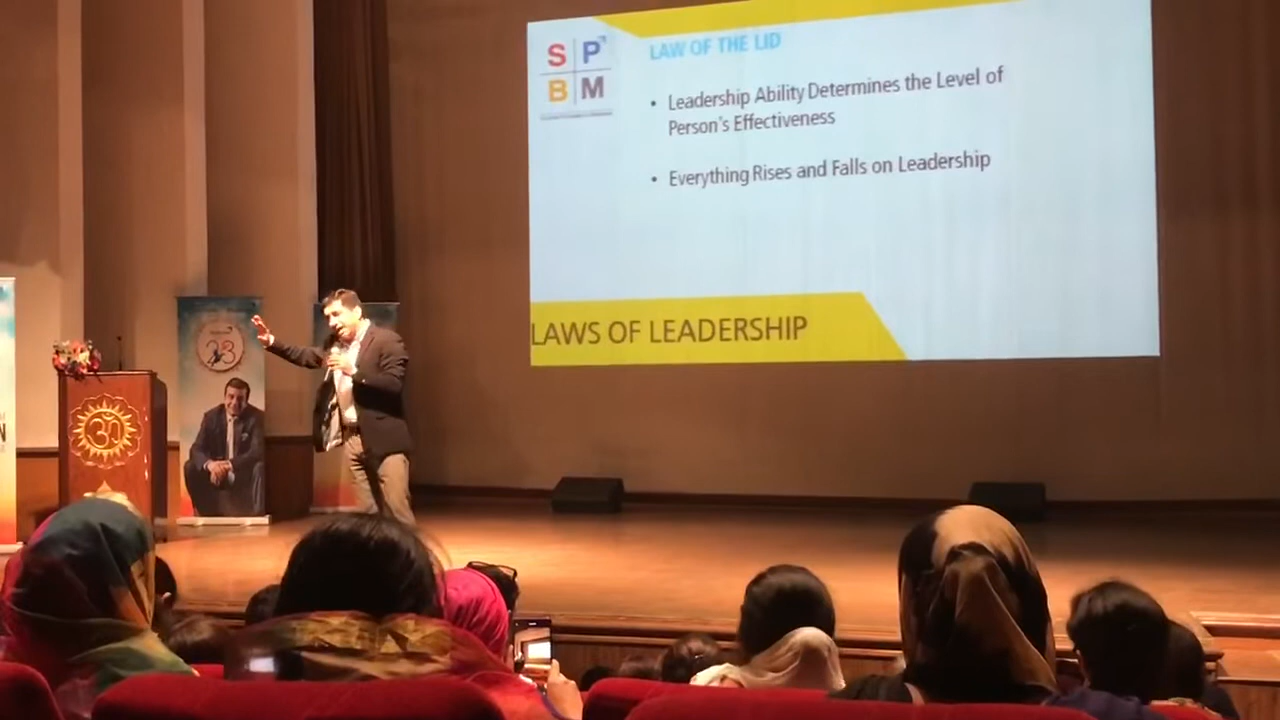 S P
B M
LAW OF THE LID
• Leadership Ability Determines the Level of
Person's Effectiveness
• Everything Rises and Falls on Leadership
LAWS OF LEADERSHIP
23
ॐ
N